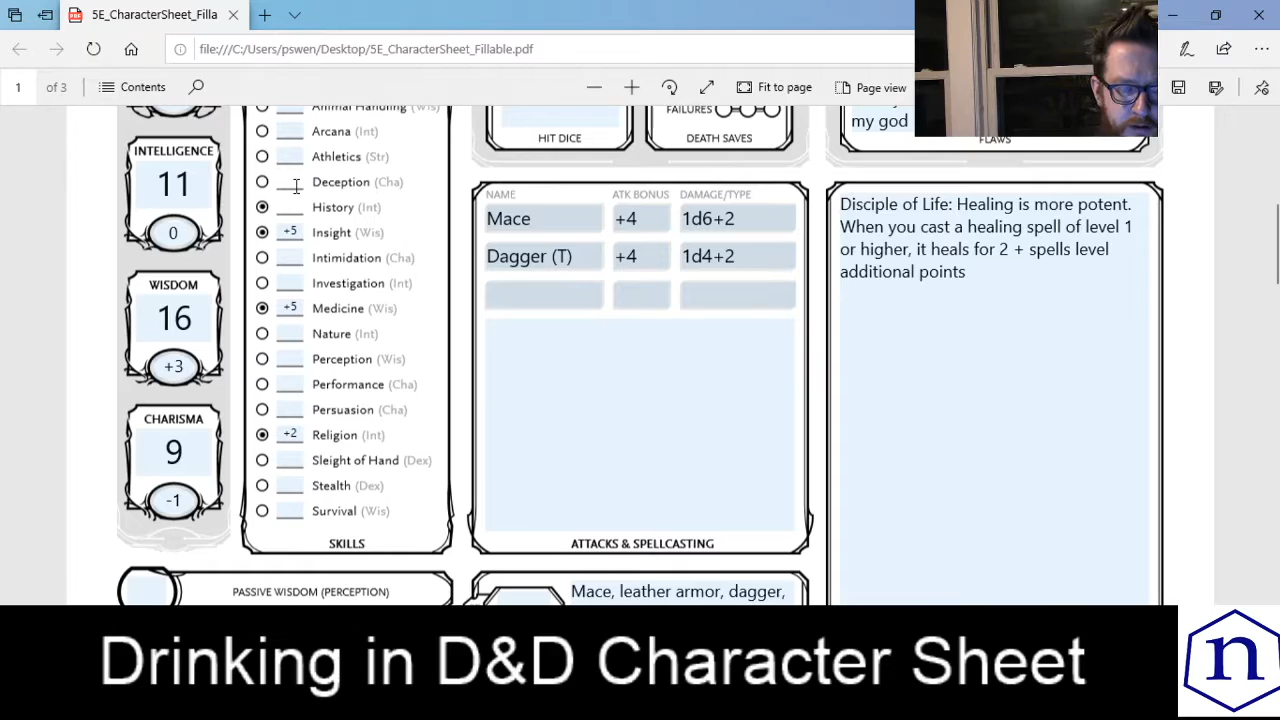 5E_CharacterSheet_Filla
file:///C:/Users/pswen/Desktop/5E_CharacterSheet_Fillable.pdf
1 of 3
Contents
Fit to page
Page view
Animal Handling (Wis)
Arcana (Int)
Athletics (Str)
Deception (Cha)
History (Int)
+5 Insight (Wis)
Intimidation (Cha)
Investigation (Int)
+5 Medicine (Wis)
Nature (Int)
Perception (Wis)
Performance (Cha)
Persuasion (Cha)
+2 Religion (Int)
Sleight of Hand (Dex)
Stealth (Dex)
Survival (Wis)
SKILLS
INTELLIGENCE
11
0
WISDOM
16
+3
CHARISMA
9
-1
PASSIVE WISDOM (PERCEPTION)
HIT DICE
FAILURES
DEATH SAVES
NAME ATK BONUS DAMAGE/TYPE
Mace +4 1d6+2
Dagger (T) +4 1d4+2
ATTACKS & SPELLCASTING
Mace, leather armor, dagger,
my god
FLAWS
Disciple of Life: Healing is more potent.
When you cast a healing spell of level 1
or higher, it heals for 2 + spells level
additional points
Drinking in D&D Character Sheet
n